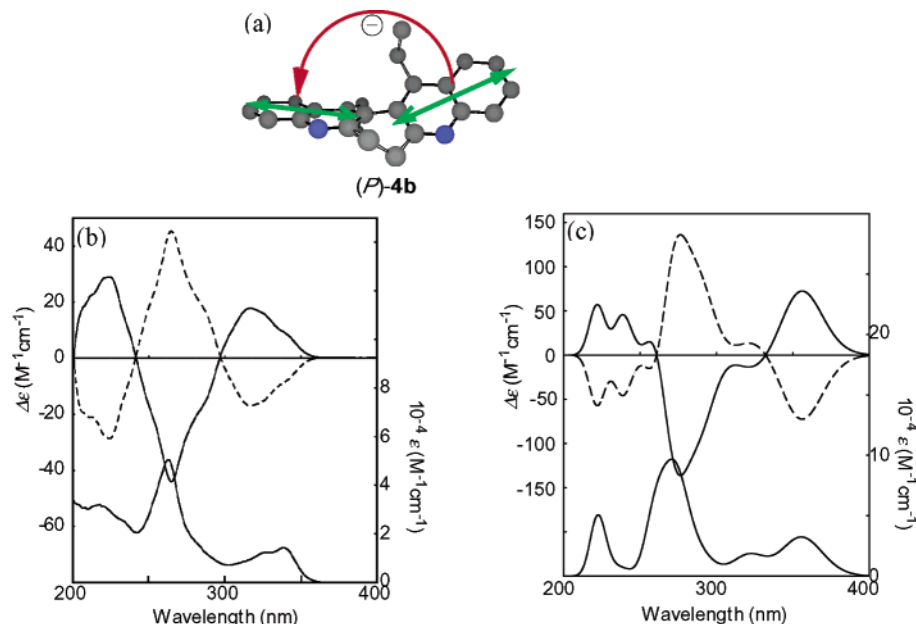 (a)
−
(P)-4b
(b)
40
20
0
-20
-40
-60
Δε (M⁻¹cm⁻¹)
8
6
4
2
0
10⁻⁴ ε (M⁻¹cm⁻¹)
200
300
400
Wavelength (nm)
(c)
150
100
50
0
-50
-100
-150
Δε (M⁻¹cm⁻¹)
20
10
0
10⁻⁴ ε (M⁻¹cm⁻¹)
200
300
400
Wavelength (nm)